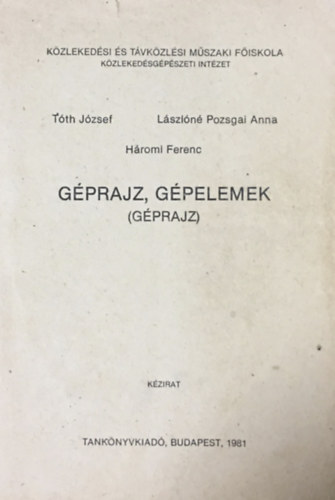 KÖZLEKEDÉSI ÉS TÁVKÖZLÉSI MŰSZAKI FŐISKOLA
KÖZLEKEDÉSGÉPÉSZETI INTÉZET
Tóth József Lászlóné Pozsgai Anna
Háromi Ferenc
GÉPRAJZ, GÉPELEMEK
(GÉPRAJZ)
KÉZIRAT
TANKÖNYVKIADÓ, BUDAPEST, 1981